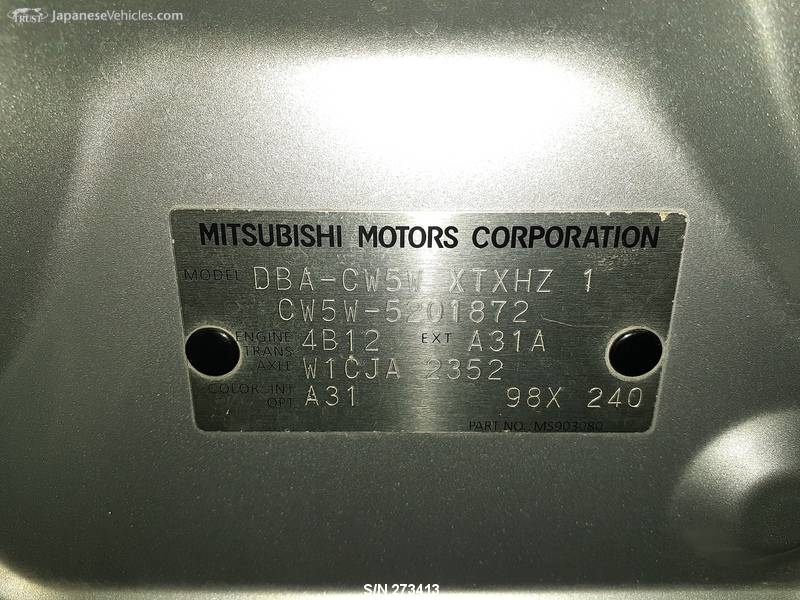 TRUST JapaneseVehicles.com
MITSUBISHI MOTORS CORPORATION
MODEL DBA-CW5W XTXHZ 1
CW5W-5201872
ENGINE 4B12 EXT A31A
TRANS
AXLE W1CJA 2352
COLOR INT A31 98X 240
OPT
PART NO. MS903080
S/N 273413